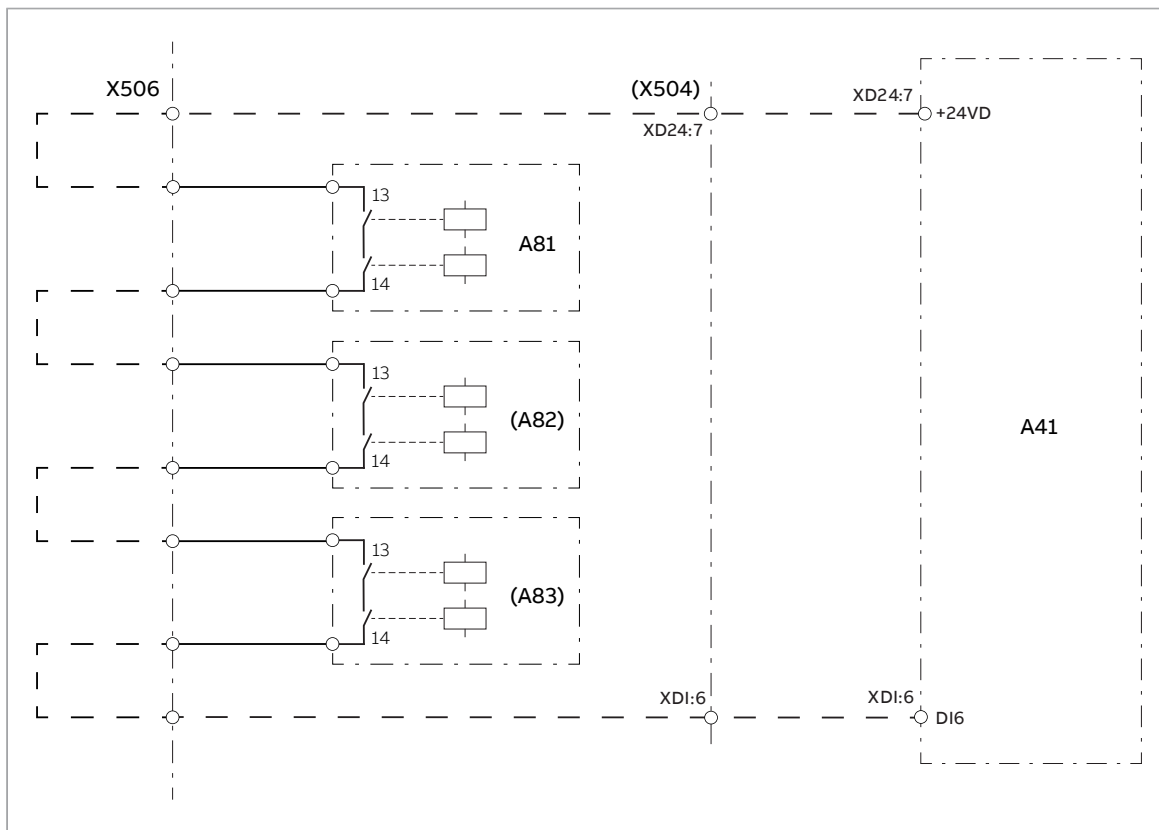 X506
(X504)
XD24:7
XD24:7
+24VD
13
A81
14
13
(A82)
14
A41
13
(A83)
14
XDI:6
XDI:6
DI6